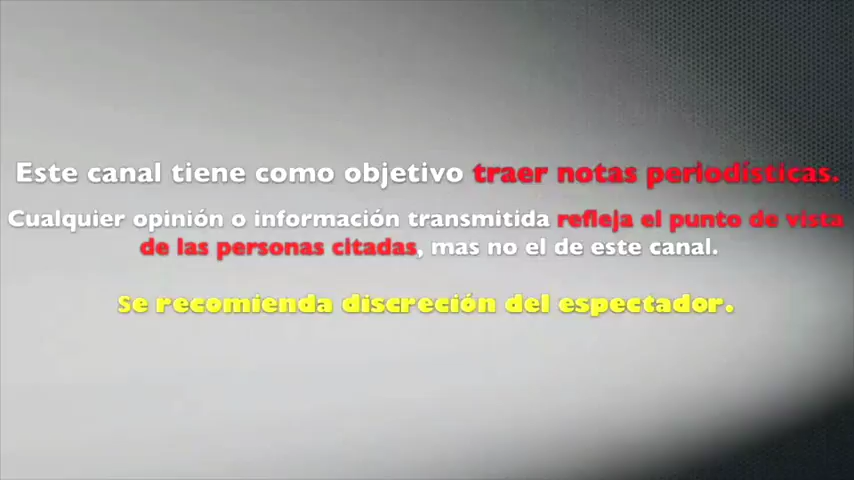 Este canal tiene como objetivo traer notas periodísticas.
Cualquier opinión o información transmitida refleja el punto de vista
de las personas citadas, mas no el de este canal.
Se recomienda discreción del espectador.